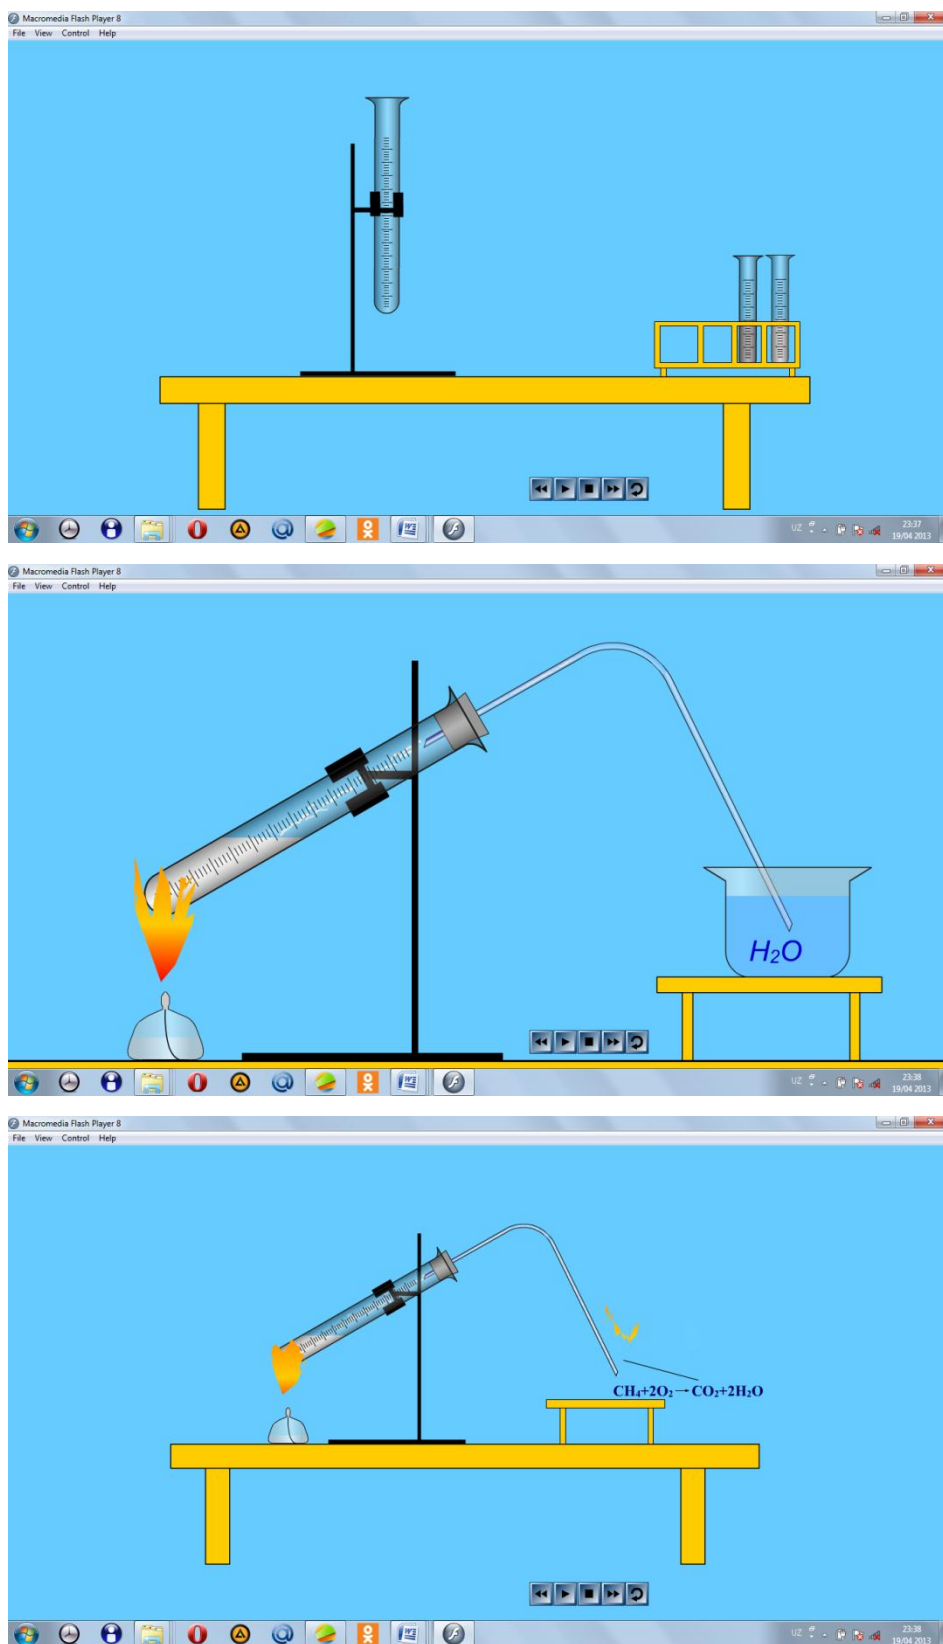 Macromedia Flash Player 8
File View Control Help
UZ
23:37
19/04 2013
Macromedia Flash Player 8
File View Control Help
H₂O
UZ
23:38
19/04 2013
Macromedia Flash Player 8
File View Control Help
CH₄+2O₂→CO₂+2H₂O
UZ
23:38
19/04 2013